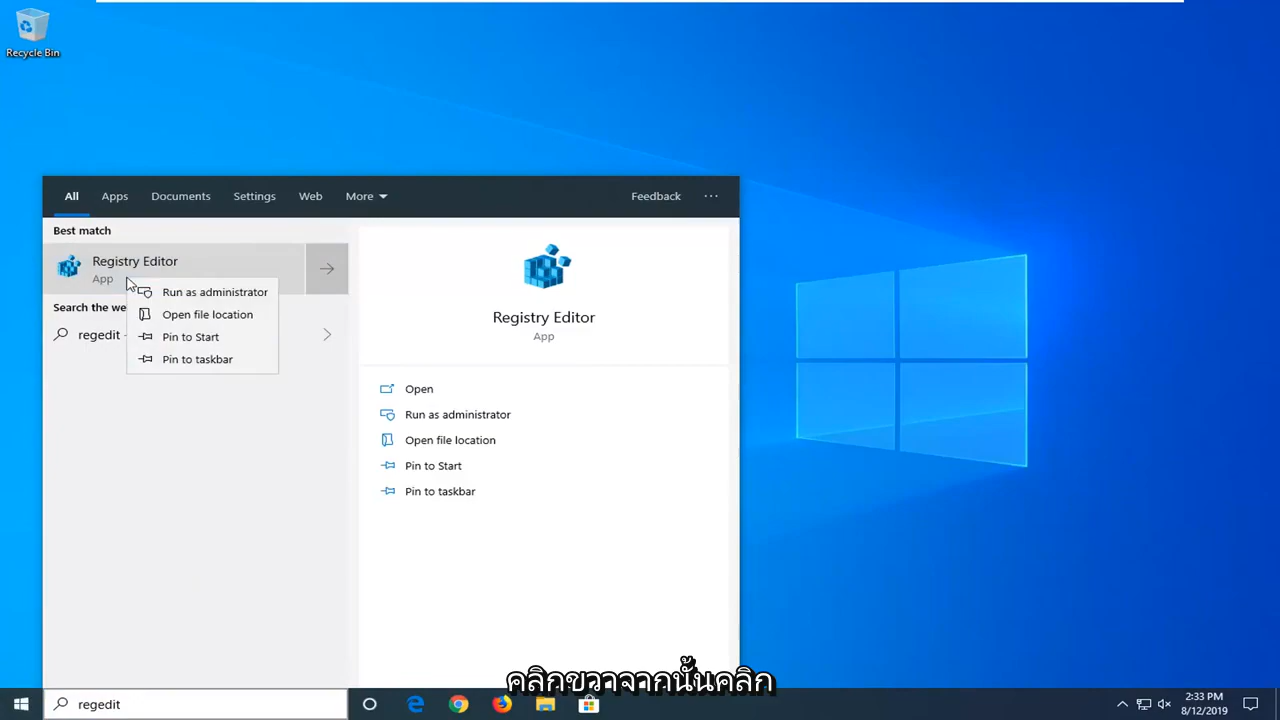 Recycle Bin
All
Apps
Documents
Settings
Web
More
Feedback
Best match
Registry Editor
App
Search the we
regedit -
Run as administrator
Open file location
Pin to Start
Pin to taskbar
Registry Editor
App
Open
Run as administrator
Open file location
Pin to Start
Pin to taskbar
คลิกขวาจากนั้นคลิก
regedit
2:33 PM
8/12/2019